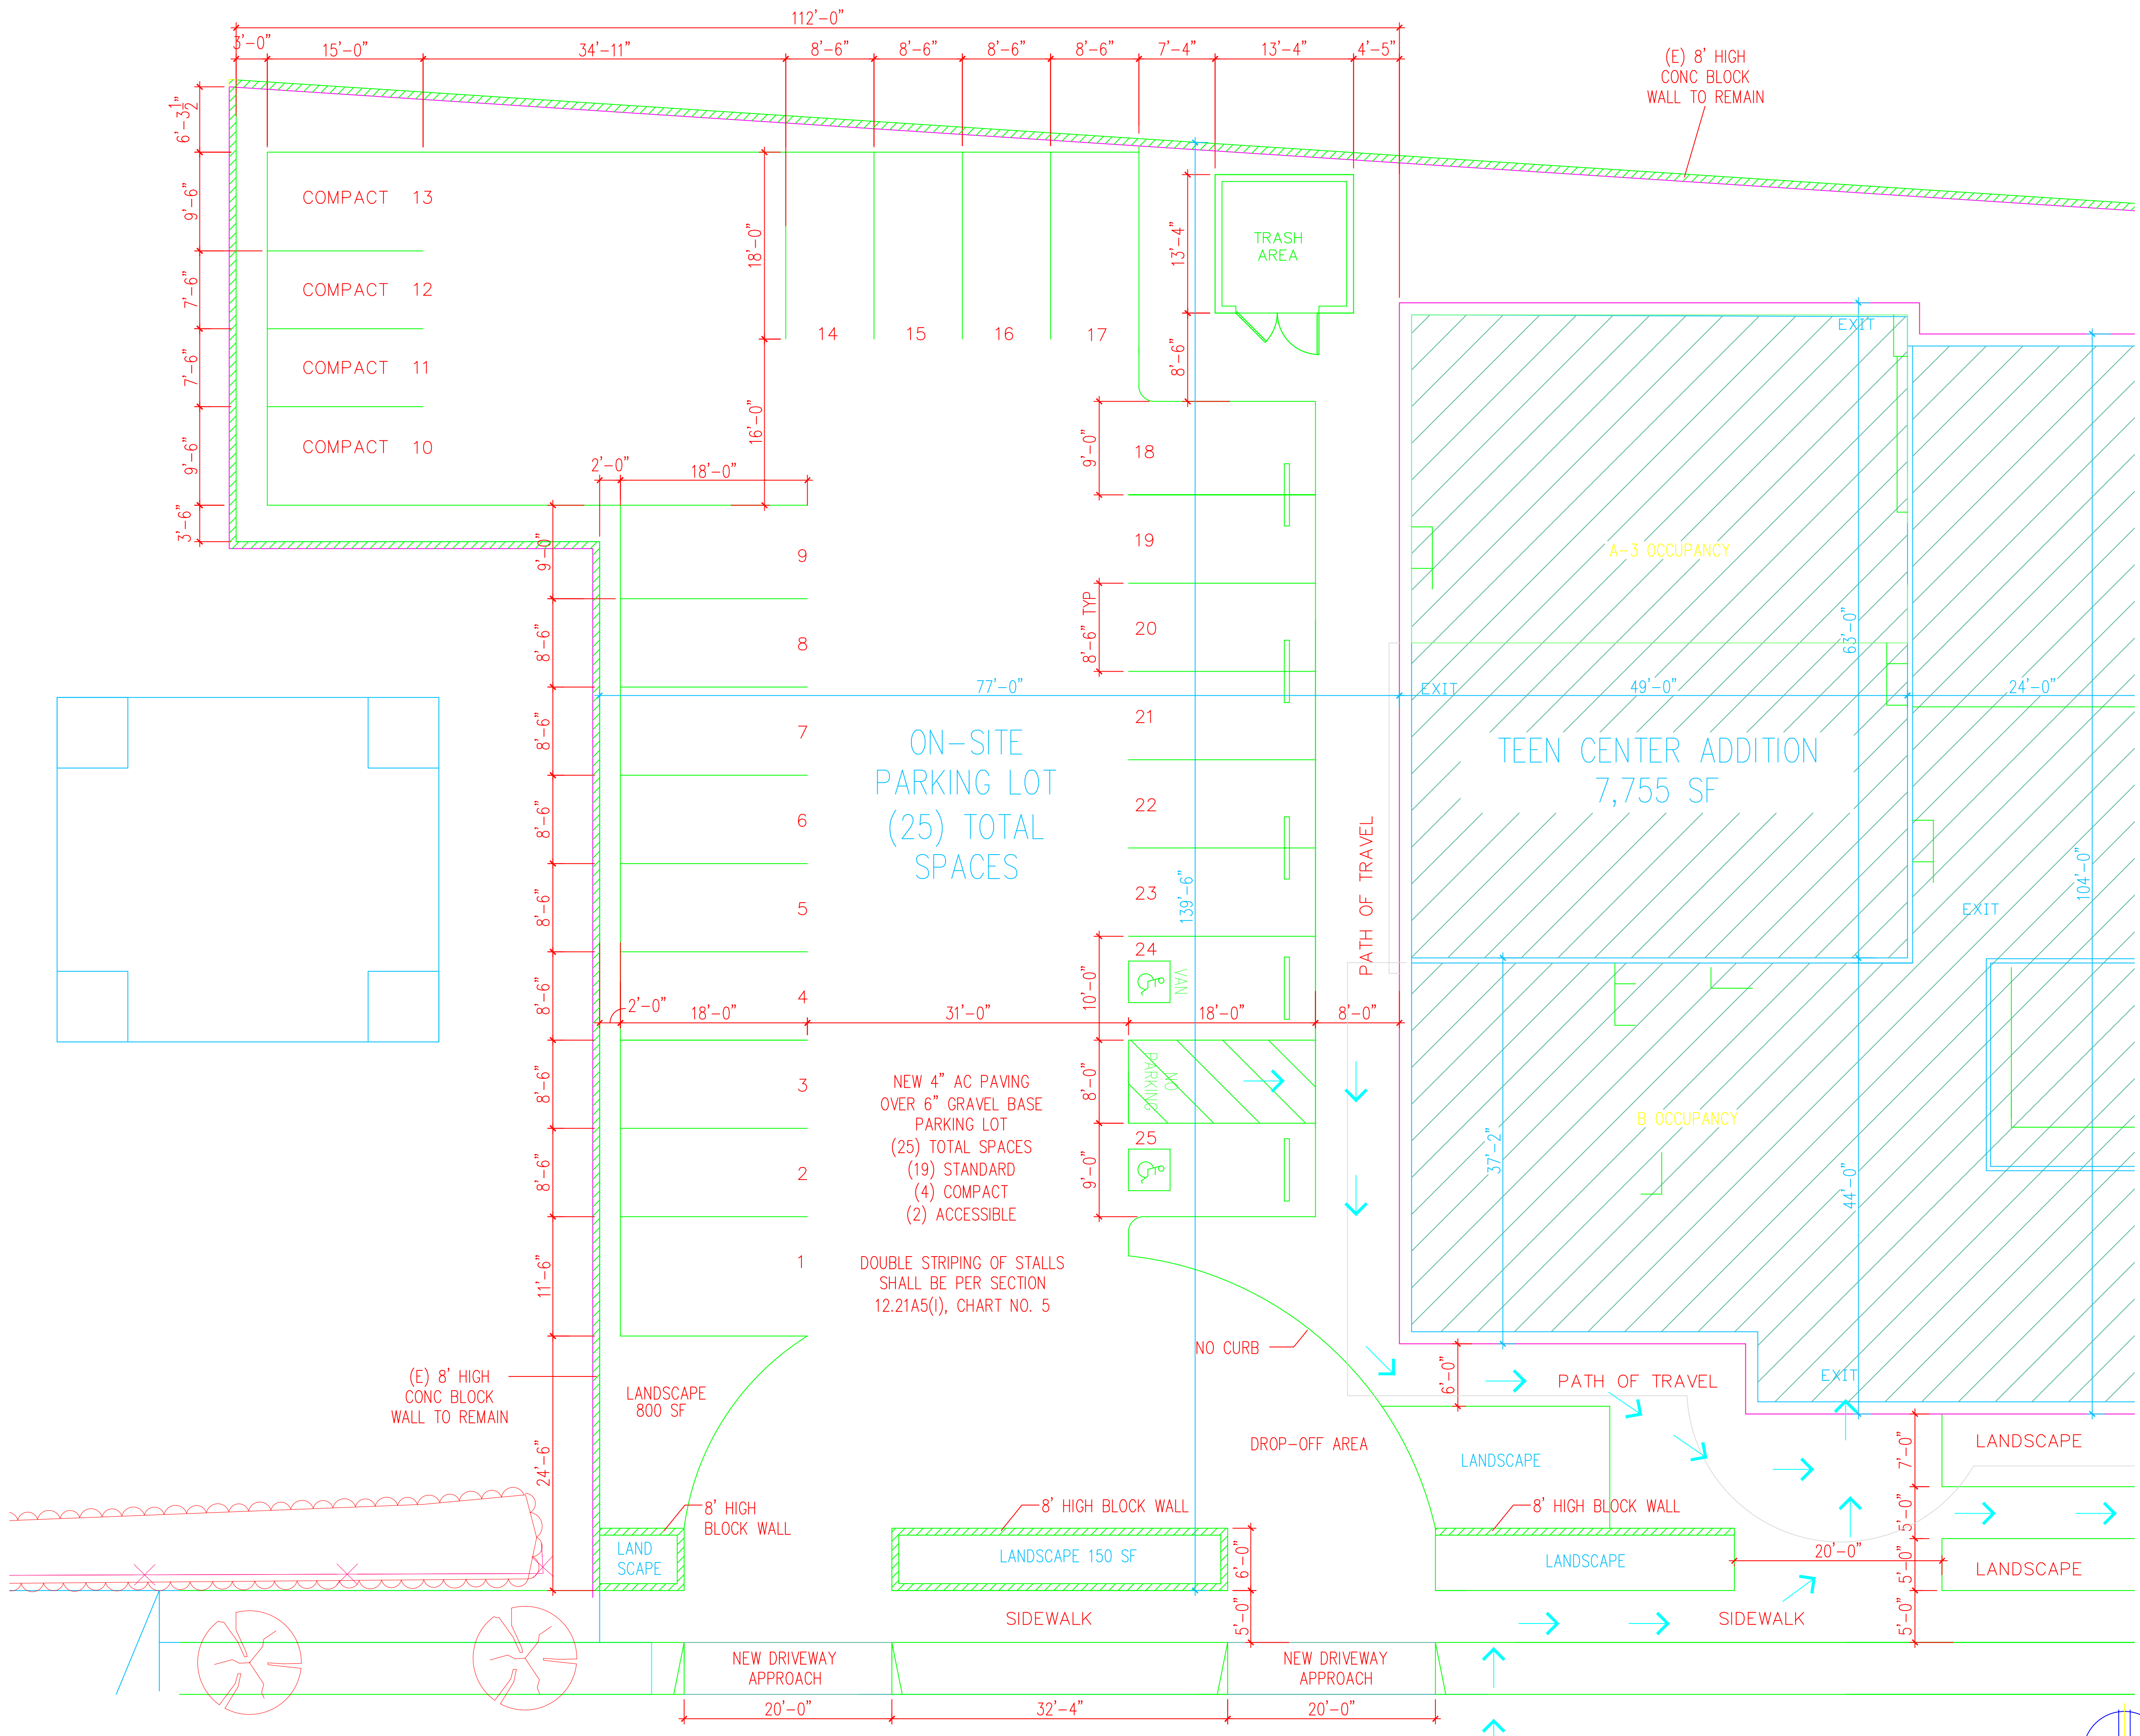 112'-0"
3'-0"
15'-0"
34'-11"
8'-6"
8'-6"
8'-6"
8'-6"
7'-4"
13'-4"
4'-5"
(E) 8' HIGH
CONC BLOCK
WALL TO REMAIN
6'-3 1/2"
9'-6"
7'-6"
7'-6"
9'-6"
3'-6"
COMPACT 13
COMPACT 12
COMPACT 11
COMPACT 10
18'-0"
16'-0"
14
15
16
17
13'-4"
8'-6"
TRASH
AREA
2'-0"
18'-0"
9'-0"
8'-6"
8'-6"
8'-6"
8'-6"
8'-6"
8'-6"
8'-6"
11'-6"
24'-6"
9
8
7
6
5
4
3
2
1
9'-0"
8'-6" TYP
18
19
20
21
22
23
24
VAN
10'-0"
8'-0"
NO
PARKING
25
9'-0"
77'-0"
139'-6"
ON-SITE
PARKING LOT
(25) TOTAL
SPACES
2'-0"
18'-0"
31'-0"
18'-0"
8'-0"
PATH OF TRAVEL
NEW 4" AC PAVING
OVER 6" GRAVEL BASE
PARKING LOT
(25) TOTAL SPACES
(19) STANDARD
(4) COMPACT
(2) ACCESSIBLE
DOUBLE STRIPING OF STALLS
SHALL BE PER SECTION
12.21A5(I), CHART NO. 5
EXIT
A-3 OCCUPANCY
63'-0"
EXIT
49'-0"
24'-0"
TEEN CENTER ADDITION
7,755 SF
104'-0"
EXIT
B OCCUPANCY
37'-2"
44'-0"
NO CURB
6'-0"
PATH OF TRAVEL
EXIT
(E) 8' HIGH
CONC BLOCK
WALL TO REMAIN
LANDSCAPE
800 SF
DROP-OFF AREA
LANDSCAPE
7'-0"
LANDSCAPE
8' HIGH
BLOCK WALL
8' HIGH BLOCK WALL
8' HIGH BLOCK WALL
5'-0"
LAND
SCAPE
LANDSCAPE 150 SF
6'-0"
LANDSCAPE
20'-0"
5'-0"
LANDSCAPE
SIDEWALK
5'-0"
SIDEWALK
5'-0"
NEW DRIVEWAY
APPROACH
NEW DRIVEWAY
APPROACH
20'-0"
32'-4"
20'-0"